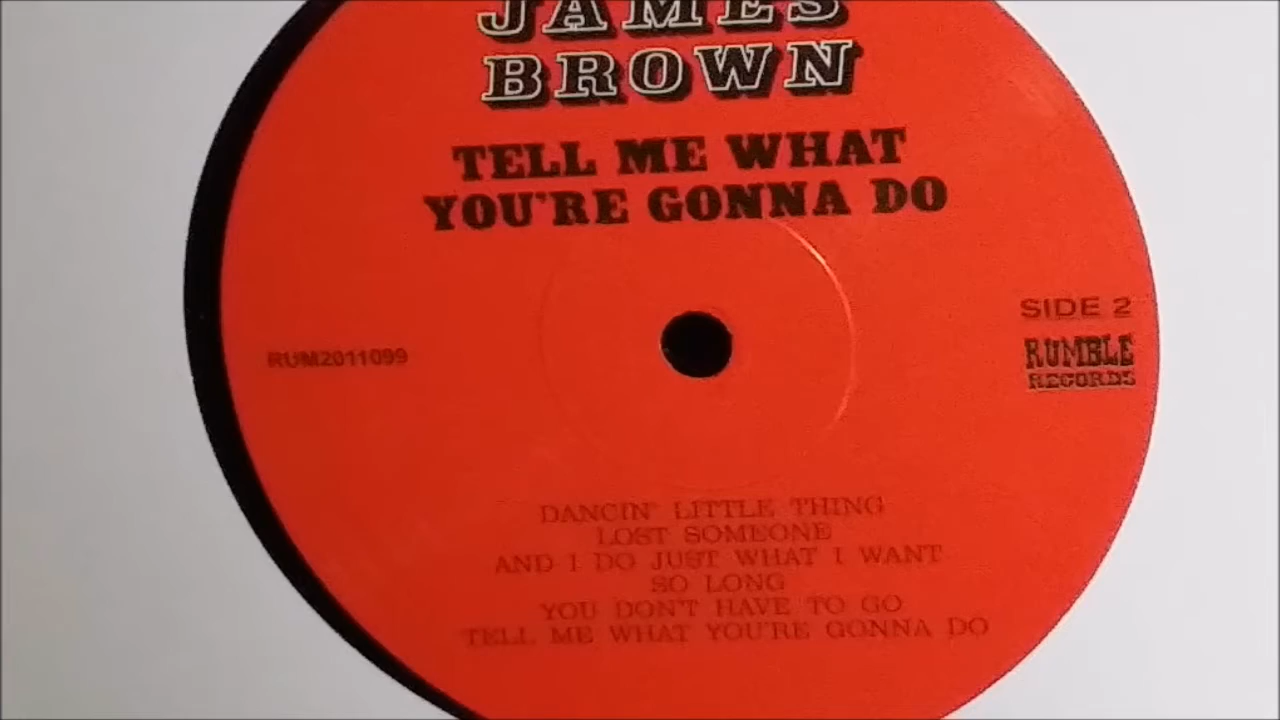 JAMES
BROWN
TELL ME WHAT
YOU'RE GONNA DO
SIDE 2
RUMBLE
RECORDS
RUM2011099
DANCIN' LITTLE THING
LOST SOMEONE
AND I DO JUST WHAT I WANT
SO LONG
YOU DON'T HAVE TO GO
TELL ME WHAT YOU'RE GONNA DO